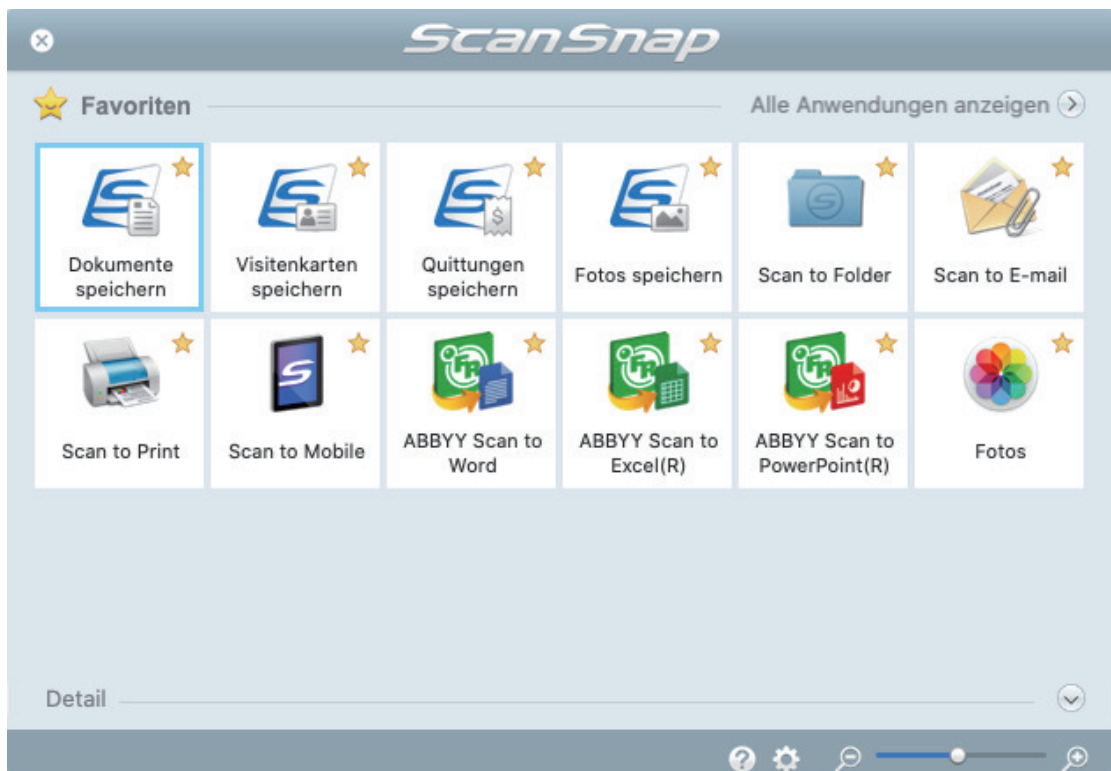 ScanSnap
Favoriten
Alle Anwendungen anzeigen
Dokumente
speichern
Visitenkarten
speichern
Quittungen
speichern
Fotos speichern
Scan to Folder
Scan to E-mail
Scan to Print
Scan to Mobile
ABBYY Scan to
Word
ABBYY Scan to
Excel(R)
ABBYY Scan to
PowerPoint(R)
Fotos
Detail